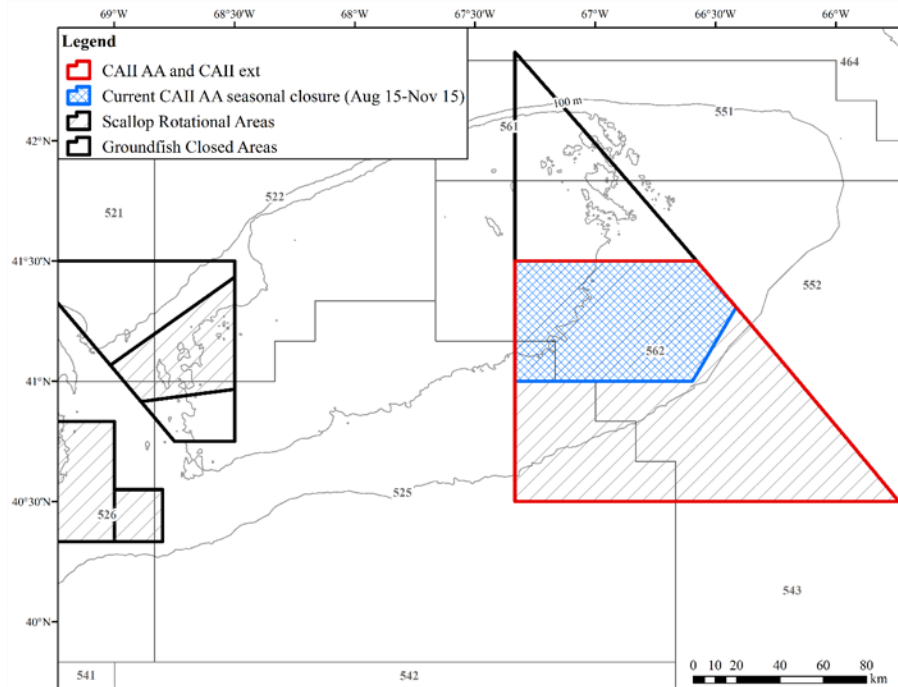 69°W 68°30'W 68°W 67°30'W 67°W 66°30'W 66°W
Legend
CAII AA and CAII ext
Current CAII AA seasonal closure (Aug 15-Nov 15)
Scallop Rotational Areas
Groundfish Closed Areas
464
100 m
551
561
42°N
522
521
41°30'N
552
562
41°N
40°30'N
525
526
543
40°N
541
542
0 10 20 40 60 80
km